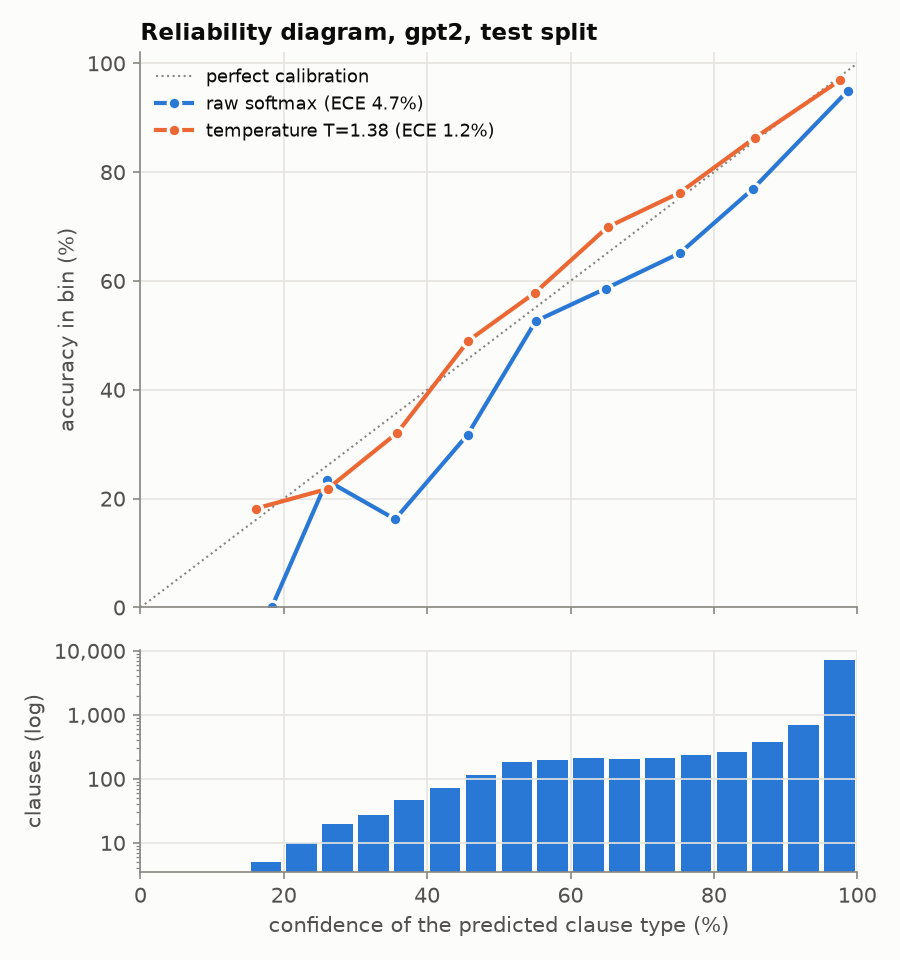 Reliability diagram, gpt2, test split
perfect calibration
raw softmax (ECE 4.7%)
temperature T=1.38 (ECE 1.2%)
accuracy in bin (%)
100
80
60
40
20
0
clauses (log)
10,000
1,000
100
10
0 20 40 60 80 100
confidence of the predicted clause type (%)